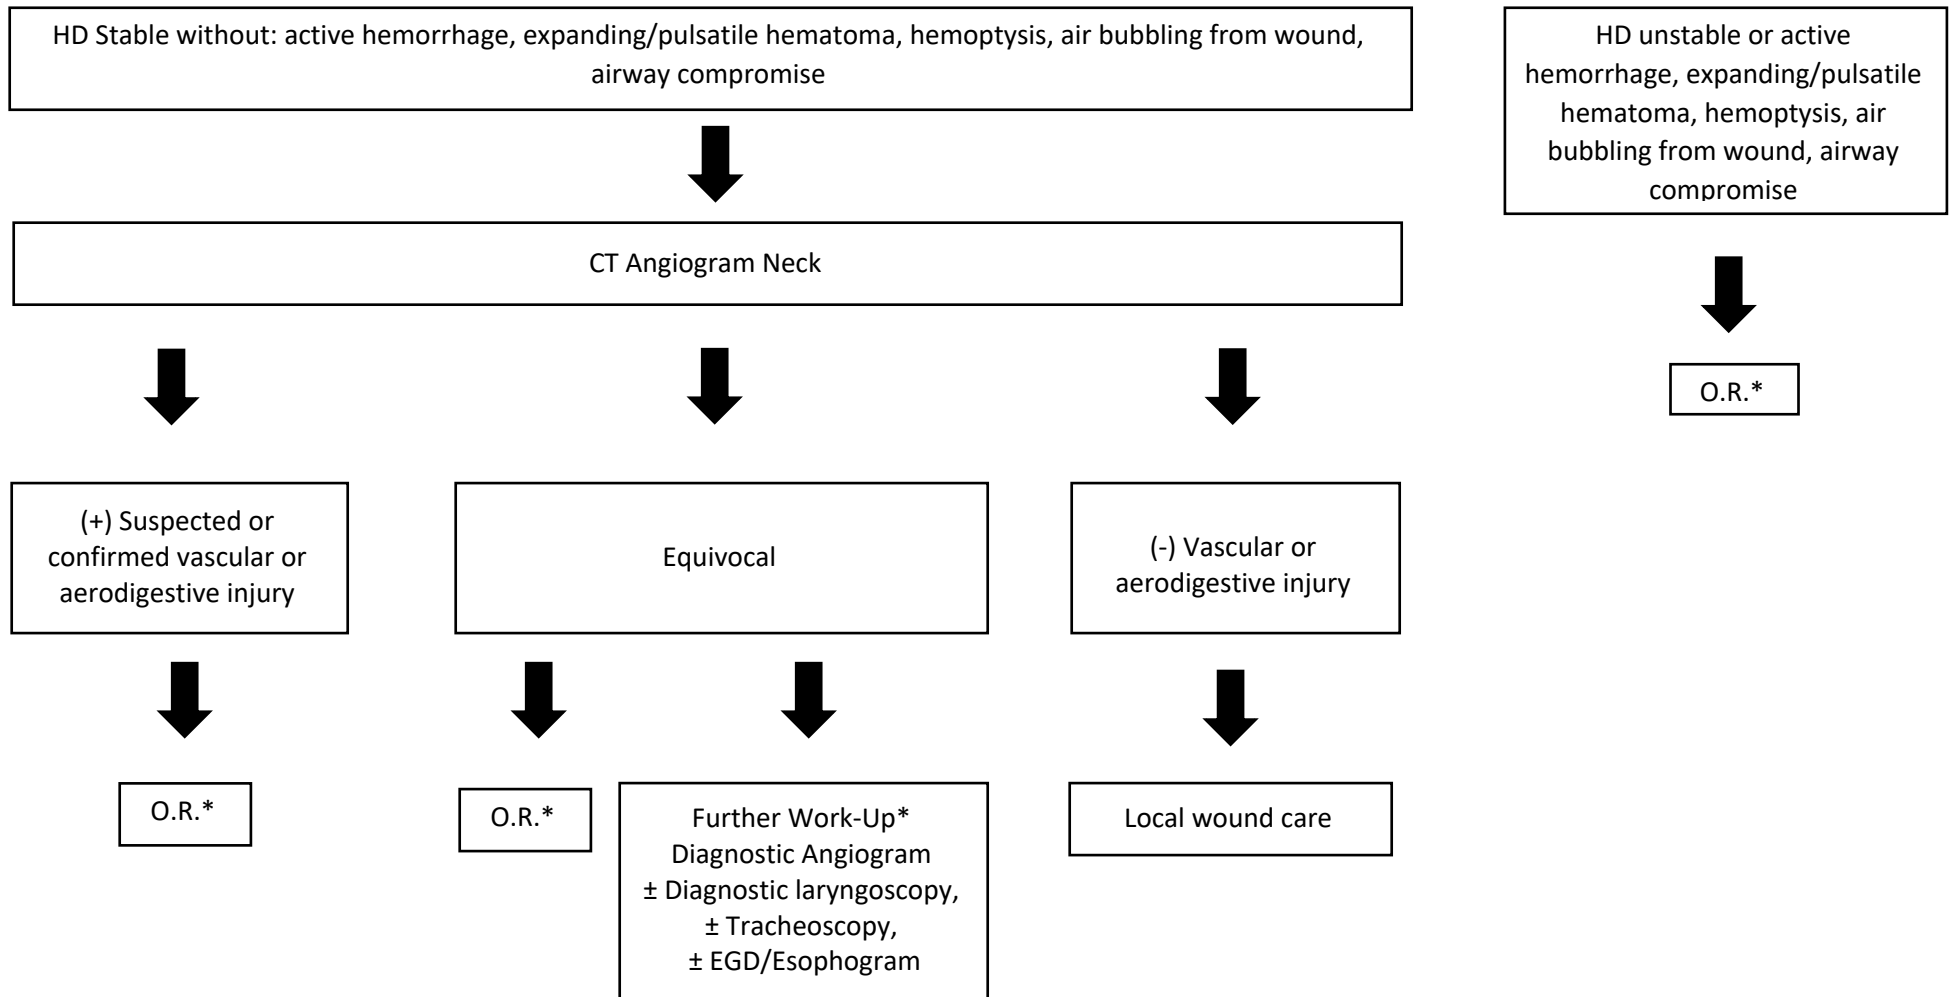 HD Stable without: active hemorrhage, expanding/pulsatile hematoma, hemoptysis, air bubbling from wound,
airway compromise
HD unstable or active
hemorrhage, expanding/pulsatile
hematoma, hemoptysis, air
bubbling from wound, airway
compromise
CT Angiogram Neck
O.R.*
(+) Suspected or
confirmed vascular or
aerodigestive injury
Equivocal
(-) Vascular or
aerodigestive injury
O.R.*
O.R.*
Further Work-Up*
Diagnostic Angiogram
± Diagnostic laryngoscopy,
± Tracheoscopy,
± EGD/Esophogram
Local wound care